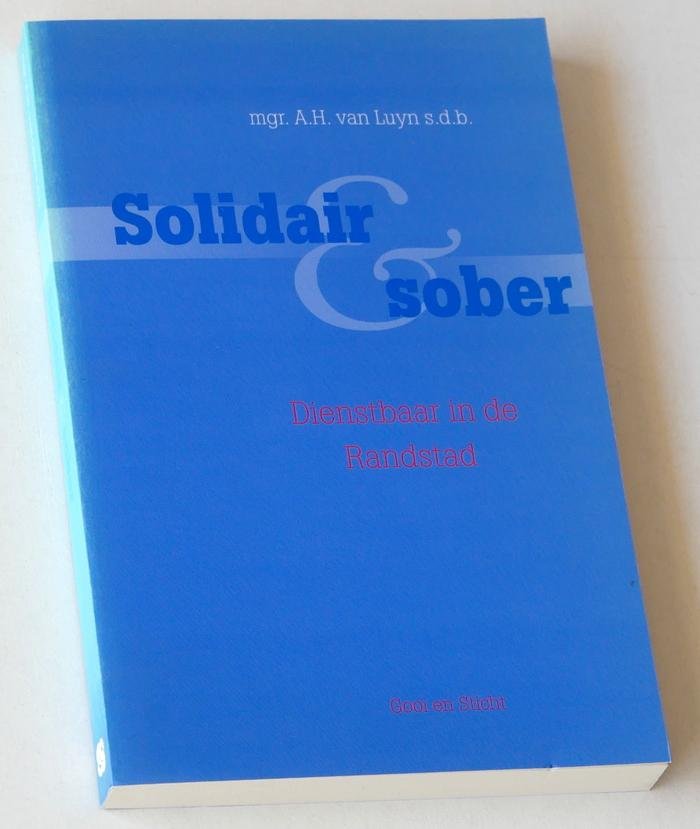 mgr. A.H. van Luyn s.d.b.
Solidair
&
sober
Dienstbaar in de
Randstad
Gooi en Sticht